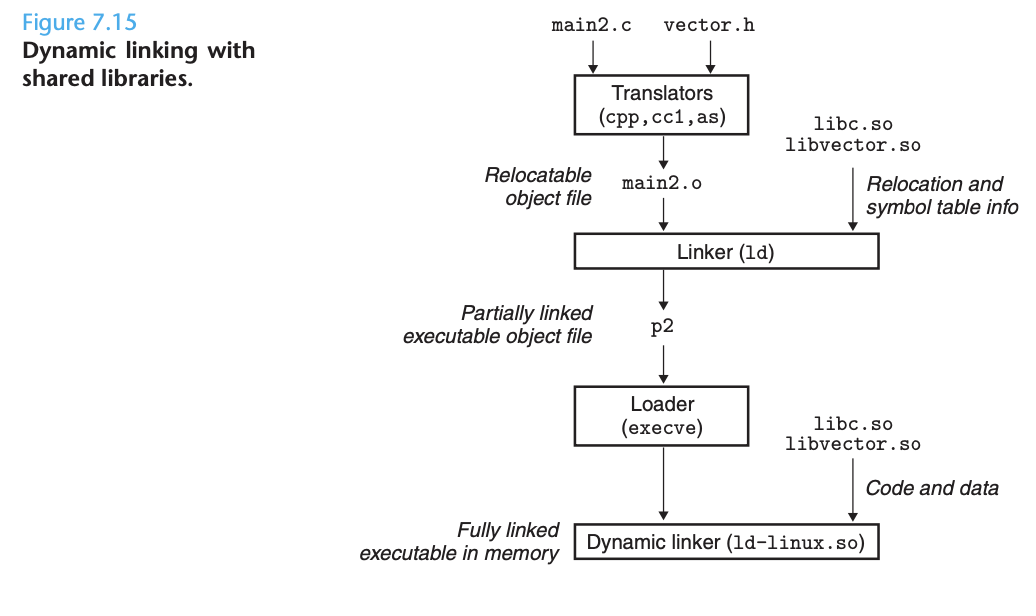 Figure 7.15
Dynamic linking with
shared libraries.
main2.c vector.h
Translators
(cpp,cc1,as)
libc.so
libvector.so
Relocatable
object file
main2.o
Relocation and
symbol table info
Linker (ld)
Partially linked
executable object file
p2
Loader
(execve)
libc.so
libvector.so
Code and data
Fully linked
executable in memory
Dynamic linker (ld-linux.so)